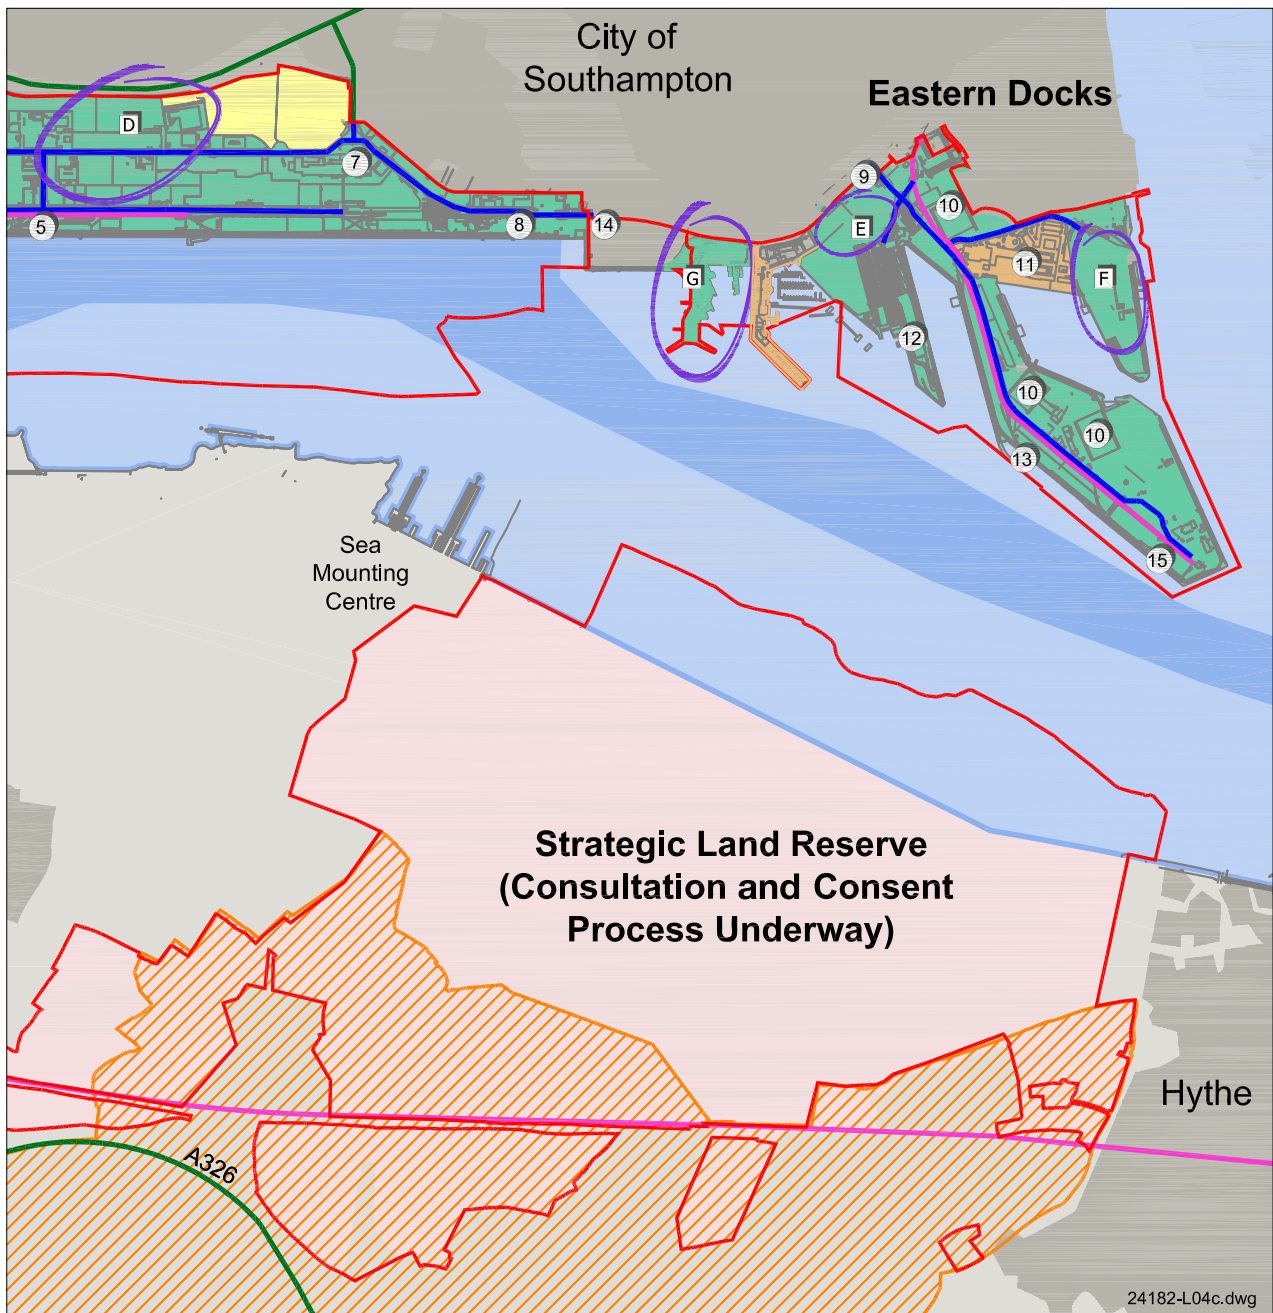 City of
Southampton
Eastern Docks
D
7
5
8
14
9
10
E
11
F
G
12
10
10
13
15
Sea
Mounting
Centre
Strategic Land Reserve
(Consultation and Consent
Process Underway)
Hythe
A326
24182-L04c.dwg